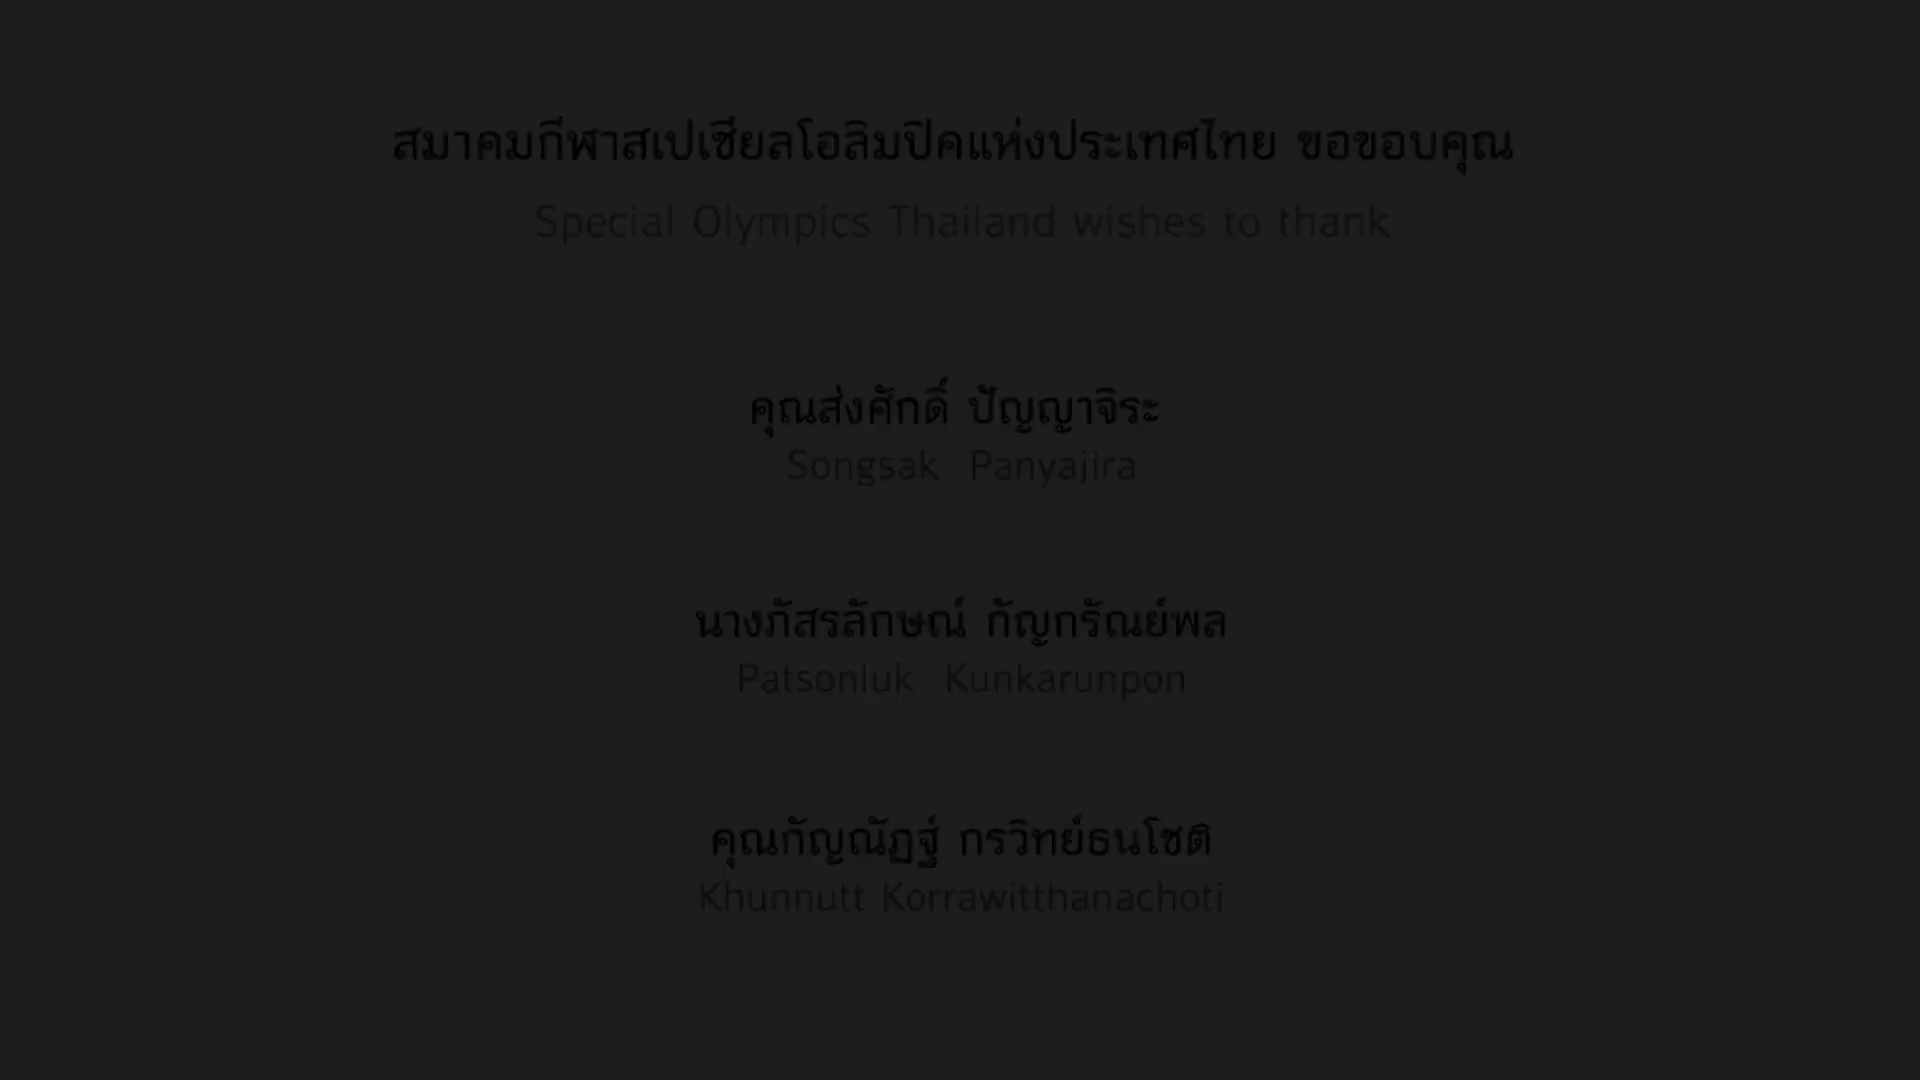 สมาคมกีฬาสเปเชียลโอลิมปิคแห่งประเทศไทย ขอขอบคุณ
Special Olympics Thailand wishes to thank
คุณส่งศักดิ์ ปัญญาจิระ
Songsak Panyajira
นางภัสรลักษณ์ กัญกรัณย์พล
Patsonluk Kunkarunpon
คุณกัญณัฏฐ์ กรวิทย์ธนโชติ
Khunnutt Korrawitthanachoti